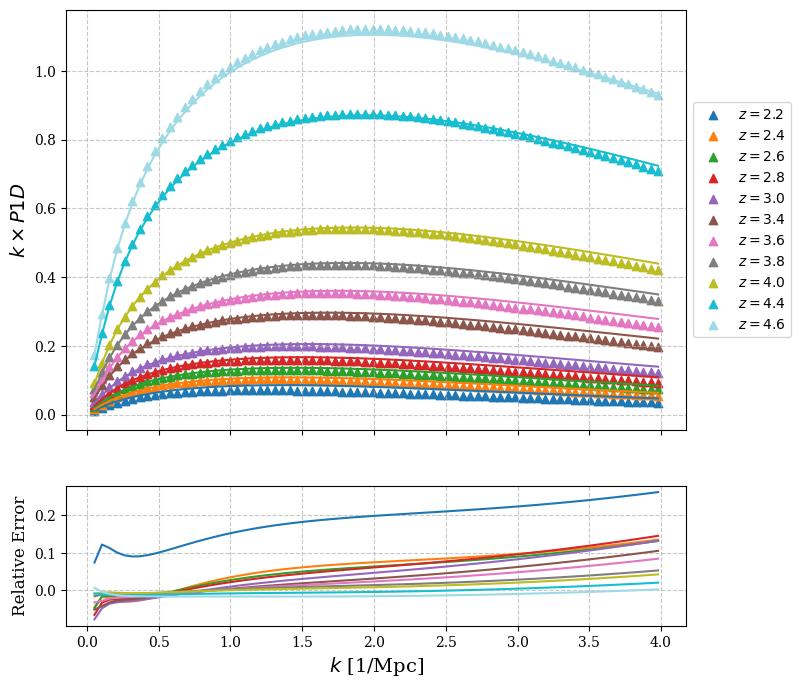 1.0
0.8
0.6
0.4
0.2
0.0
k × P1D
z = 2.2
z = 2.4
z = 2.6
z = 2.8
z = 3.0
z = 3.4
z = 3.6
z = 3.8
z = 4.0
z = 4.4
z = 4.6
0.2
0.1
0.0
Relative Error
0.0 0.5 1.0 1.5 2.0 2.5 3.0 3.5 4.0
k [1/Mpc]